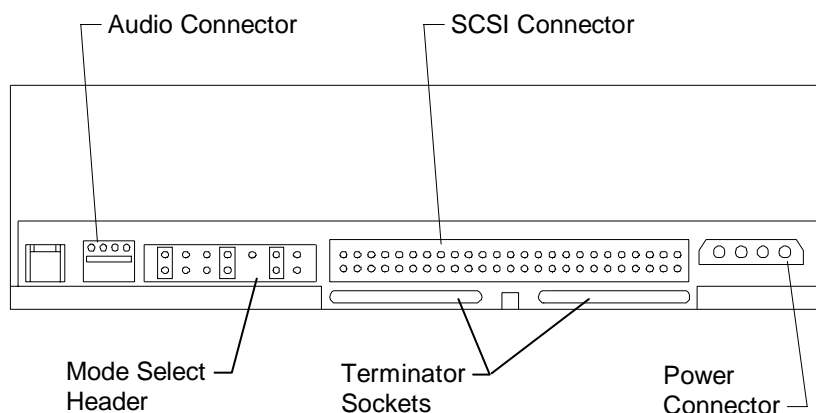 Audio Connector
SCSI Connector
Mode Select
Header
Terminator
Sockets
Power
Connector